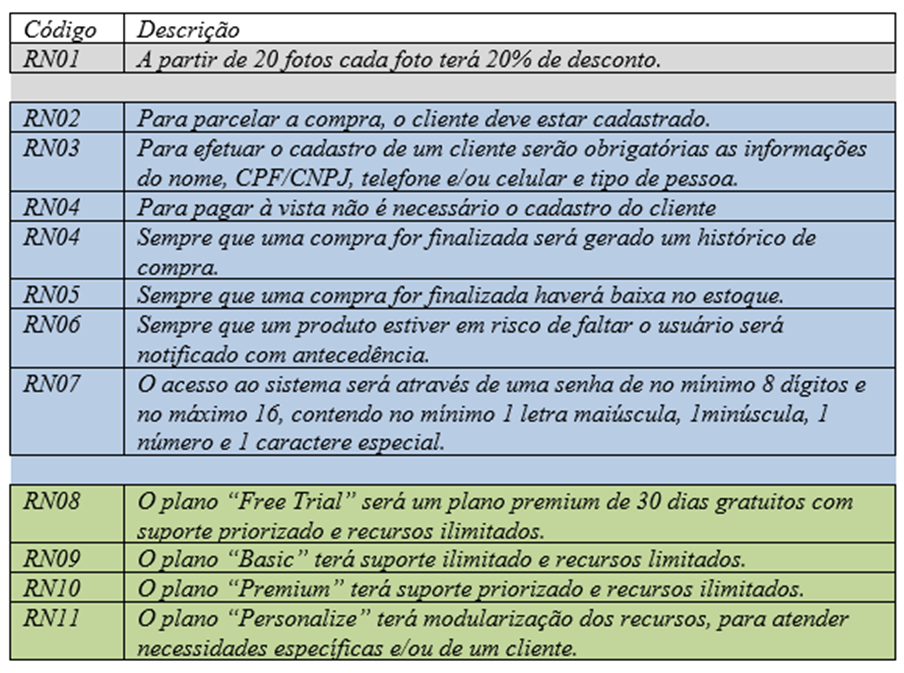 Código Descrição
RN01 A partir de 20 fotos cada foto terá 20% de desconto.
RN02 Para parcelar a compra, o cliente deve estar cadastrado.
RN03 Para efetuar o cadastro de um cliente serão obrigatórias as informações
do nome, CPF/CNPJ, telefone e/ou celular e tipo de pessoa.
RN04 Para pagar à vista não é necessário o cadastro do cliente
RN04 Sempre que uma compra for finalizada será gerado um histórico de
compra.
RN05 Sempre que uma compra for finalizada haverá baixa no estoque.
RN06 Sempre que um produto estiver em risco de faltar o usuário será
notificado com antecedência.
RN07 O acesso ao sistema será através de uma senha de no mínimo 8 dígitos e
no máximo 16, contendo no mínimo 1 letra maiúscula, 1minúscula, 1
número e 1 caractere especial.
RN08 O plano “Free Trial” será um plano premium de 30 dias gratuitos com
suporte priorizado e recursos ilimitados.
RN09 O plano “Basic” terá suporte ilimitado e recursos limitados.
RN10 O plano “Premium” terá suporte priorizado e recursos ilimitados.
RN11 O plano “Personalize” terá modularização dos recursos, para atender
necessidades específicas e/ou de um cliente.